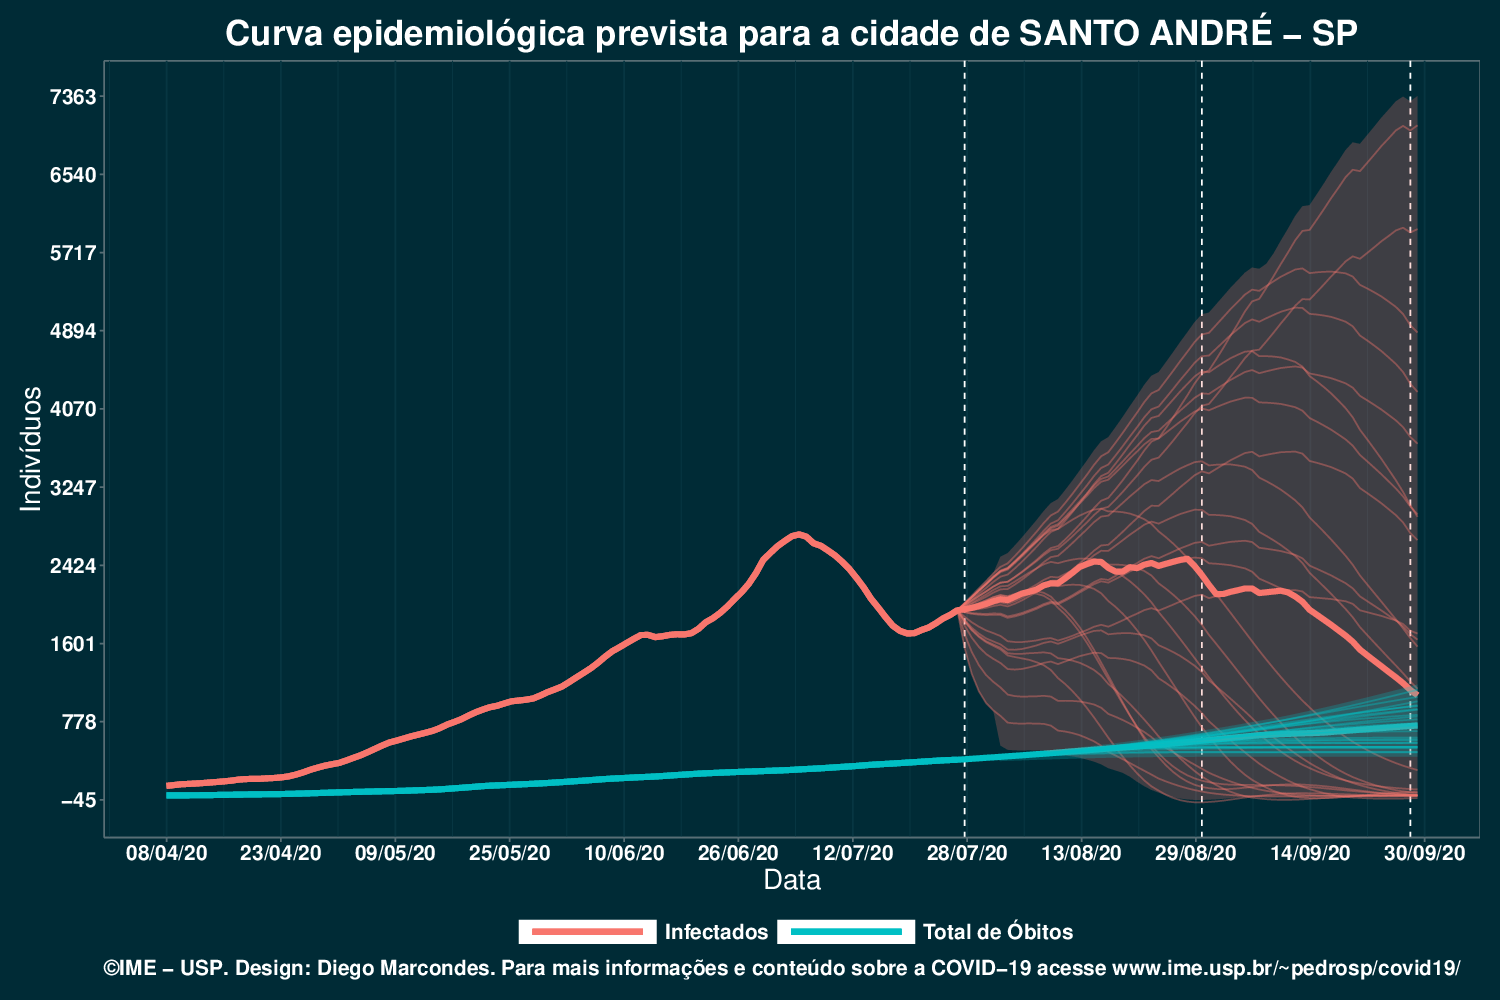 Curva epidemiológica prevista para a cidade de SANTO ANDRÉ – SP
7363
6540
5717
4894
4070
3247
2424
1601
778
−45
Indivíduos
08/04/20 23/04/20 09/05/20 25/05/20 10/06/20 26/06/20 12/07/20 28/07/20 13/08/20 29/08/20 14/09/20 30/09/20
Data
Infectados Total de Óbitos
©IME – USP. Design: Diego Marcondes. Para mais informações e conteúdo sobre a COVID−19 acesse www.ime.usp.br/~pedrosp/covid19/